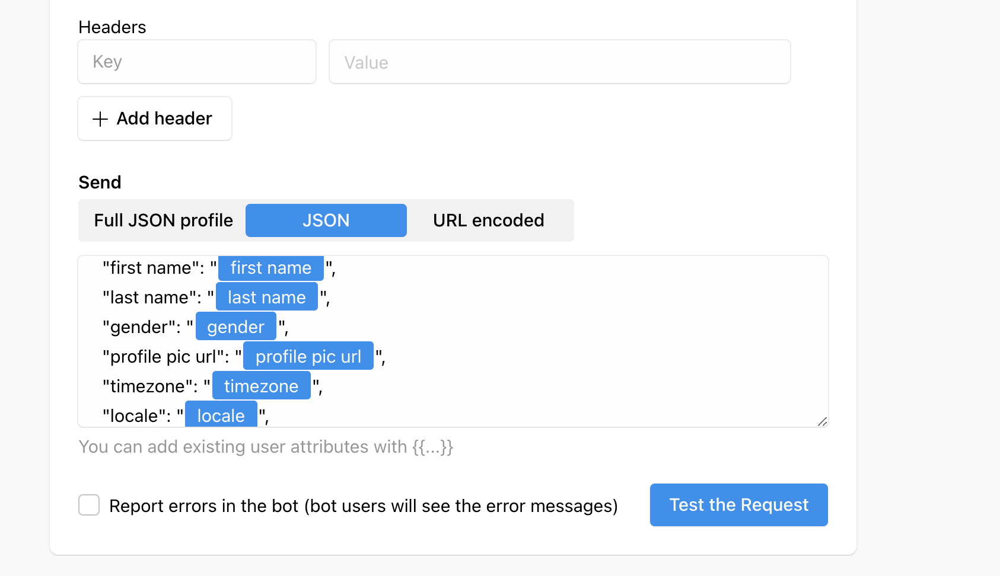 Headers
Key Value
+ Add header
Send
Full JSON profile JSON URL encoded
"first name": " first name ",
"last name": " last name ",
"gender": " gender ",
"profile pic url": " profile pic url ",
"timezone": " timezone ",
"locale": " locale ",
You can add existing user attributes with {{...}}
Report errors in the bot (bot users will see the error messages) Test the Request